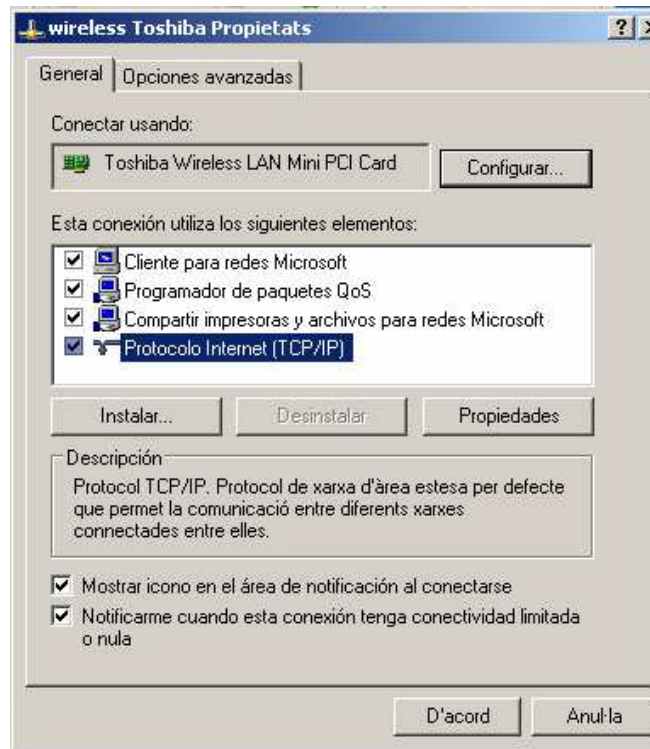 wireless Toshiba Propietats
General
Opciones avanzadas
Conectar usando:
Toshiba Wireless LAN Mini PCI Card
Configurar...
Esta conexión utiliza los siguientes elementos:
Cliente para redes Microsoft
Programador de paquetes QoS
Compartir impresoras y archivos para redes Microsoft
Protocolo Internet (TCP/IP)
Instalar...
Desinstalar
Propiedades
Descripción
Protocol TCP/IP. Protocol de xarxa d'àrea estesa per defecte
que permet la comunicació entre diferents xarxes
connectades entre elles.
Mostrar icono en el área de notificación al conectarse
Notificarme cuando esta conexión tenga conectividad limitada
o nula
D'acord
Anul·la